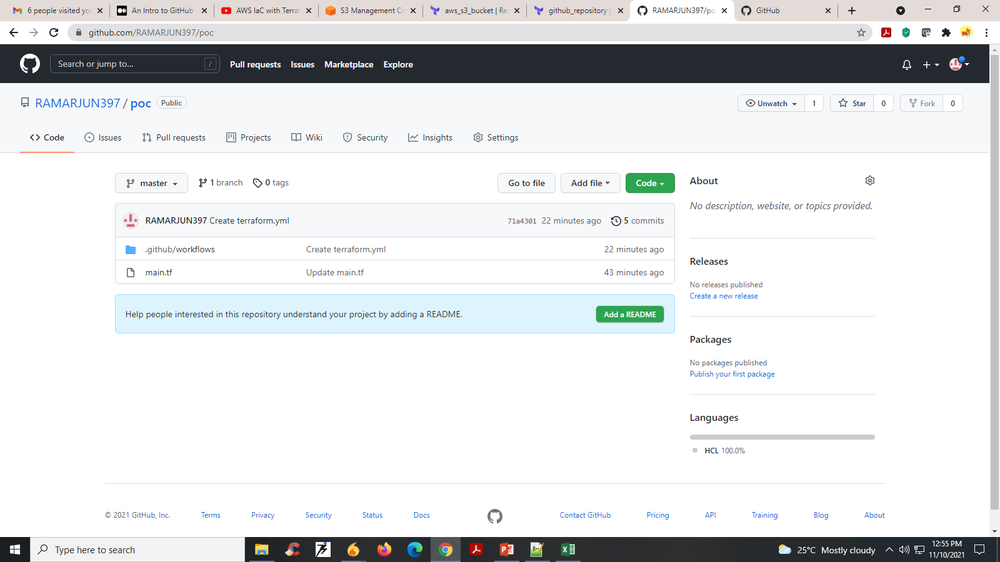 6 people visited yo
An Intro to GitHub
AWS IaC with Terraf
S3 Management Co
aws_s3_bucket | Re
github_repository |
RAMARJUN397/po
GitHub
github.com/RAMARJUN397/poc
Search or jump to...
/
Pull requests
Issues
Marketplace
Explore
RAMARJUN397 / poc Public
Unwatch 1
Star 0
Fork 0
Code
Issues
Pull requests
Projects
Wiki
Security
Insights
Settings
master
1 branch
0 tags
Go to file
Add file
Code
RAMARJUN397 Create terraform.yml 71a4301 22 minutes ago 5 commits
.github/workflows Create terraform.yml 22 minutes ago
main.tf Update main.tf 43 minutes ago
Help people interested in this repository understand your project by adding a README. Add a README
About
No description, website, or topics provided.
Releases
No releases published
Create a new release
Packages
No packages published
Publish your first package
Languages
HCL 100.0%
© 2021 GitHub, Inc.
Terms
Privacy
Security
Status
Docs
Contact GitHub
Pricing
API
Training
Blog
About
Type here to search
25°C Mostly cloudy
12:55 PM
11/10/2021